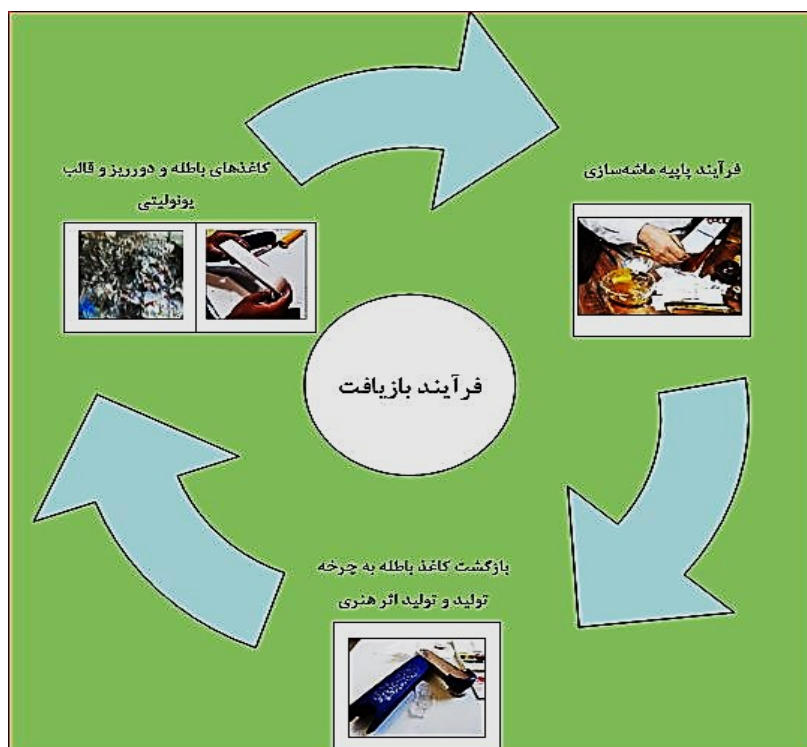 کاغذهای باطله و دورریز و قالب
یونولیتی
فرآیند پاپیه ماشه‌سازی
فرآیند بازیافت
بازگشت کاغذ باطله به چرخه
تولید و تولید اثر هنری